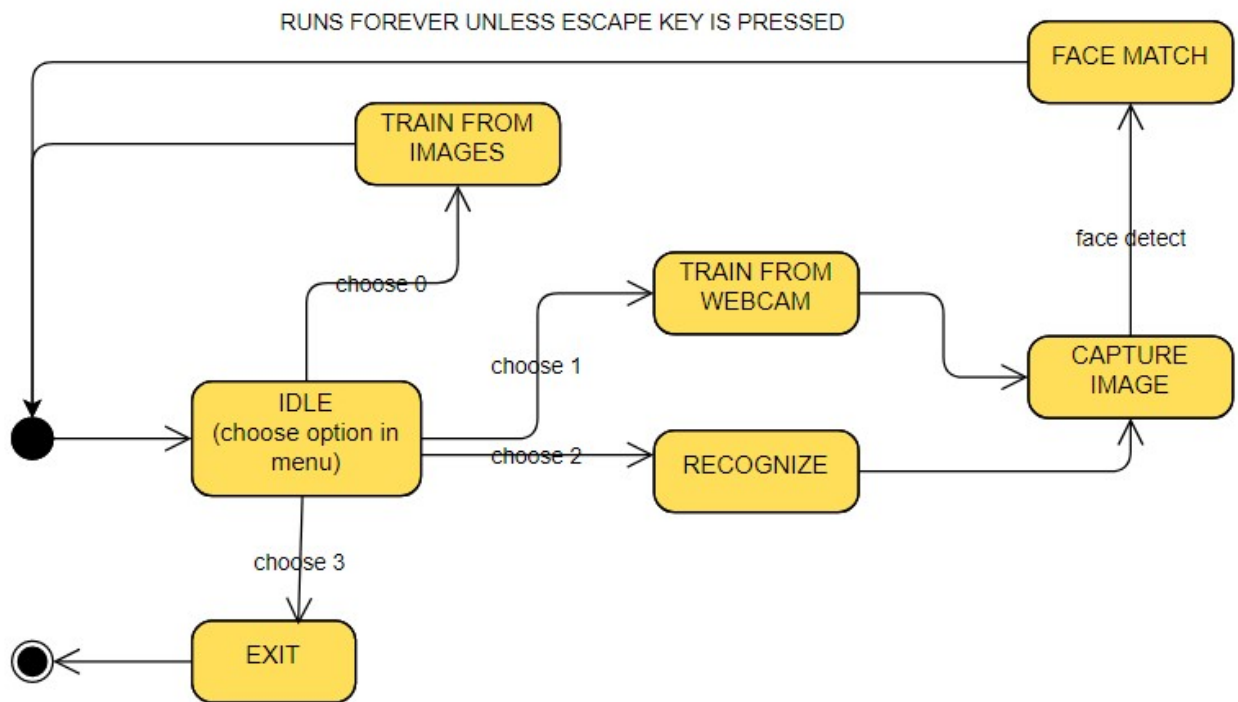 RUNS FOREVER UNLESS ESCAPE KEY IS PRESSED
FACE MATCH
TRAIN FROM
IMAGES
face detect
choose 0
TRAIN FROM
WEBCAM
choose 1
CAPTURE
IMAGE
IDLE
(choose option in
menu)
choose 2
RECOGNIZE
choose 3
EXIT